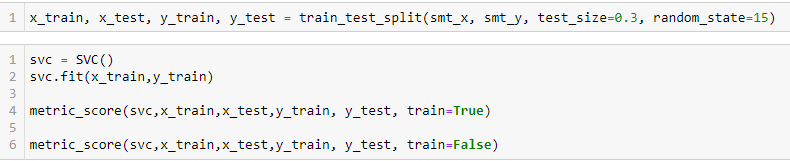 1 x_train, x_test, y_train, y_test = train_test_split(smt_x, smt_y, test_size=0.3, random_state=15)
1 svc = SVC()
2 svc.fit(x_train,y_train)
3
4 metric_score(svc,x_train,x_test,y_train, y_test, train=True)
5
6 metric_score(svc,x_train,x_test,y_train, y_test, train=False)